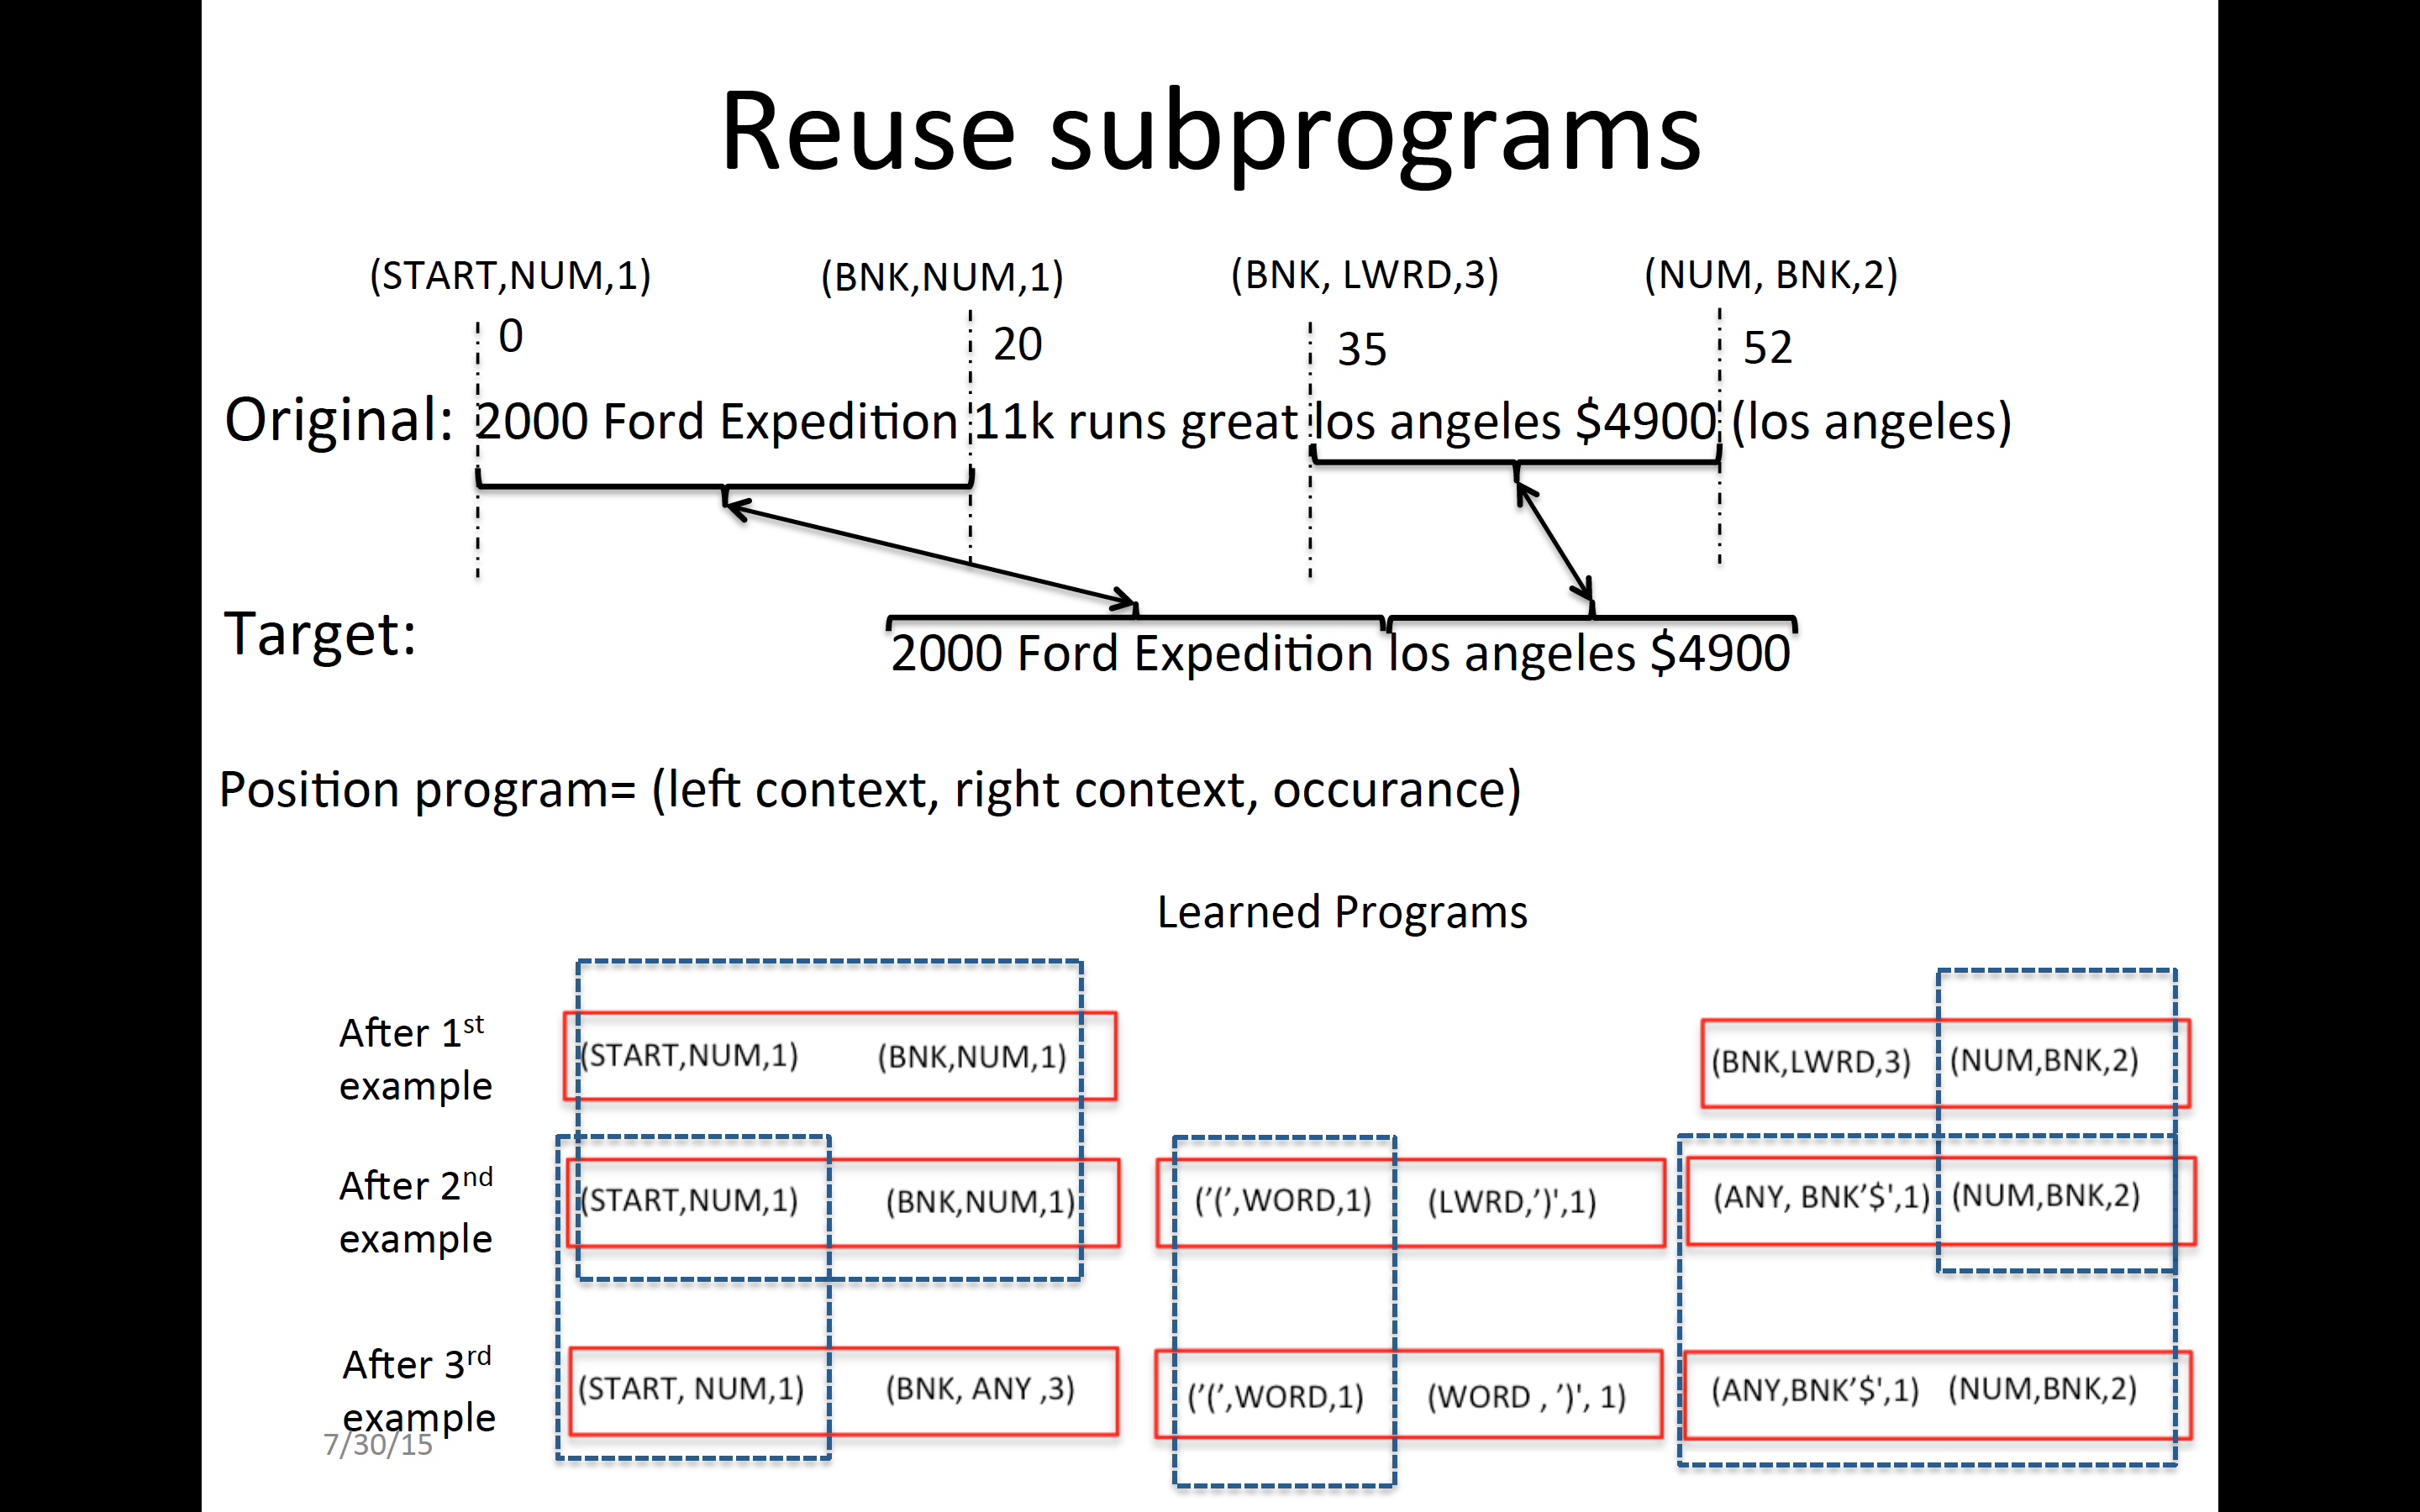 Reuse subprograms
(START,NUM,1) (BNK,NUM,1) (BNK, LWRD,3) (NUM, BNK,2)
0 20 35 52
Original: 2000 Ford Expedition 11k runs great los angeles $4900 (los angeles)
Target: 2000 Ford Expedition los angeles $4900
Position program= (left context, right context, occurance)
Learned Programs
After 1st
example
(START,NUM,1) (BNK,NUM,1) (BNK,LWRD,3) (NUM,BNK,2)
After 2nd
example
(START,NUM,1) (BNK,NUM,1) ('(',WORD,1) (LWRD,')',1) (ANY, BNK'$',1) (NUM,BNK,2)
After 3rd
example
(START, NUM,1) (BNK, ANY ,3) ('(',WORD,1) (WORD , ')', 1) (ANY,BNK'$',1) (NUM,BNK,2)
7/30/15